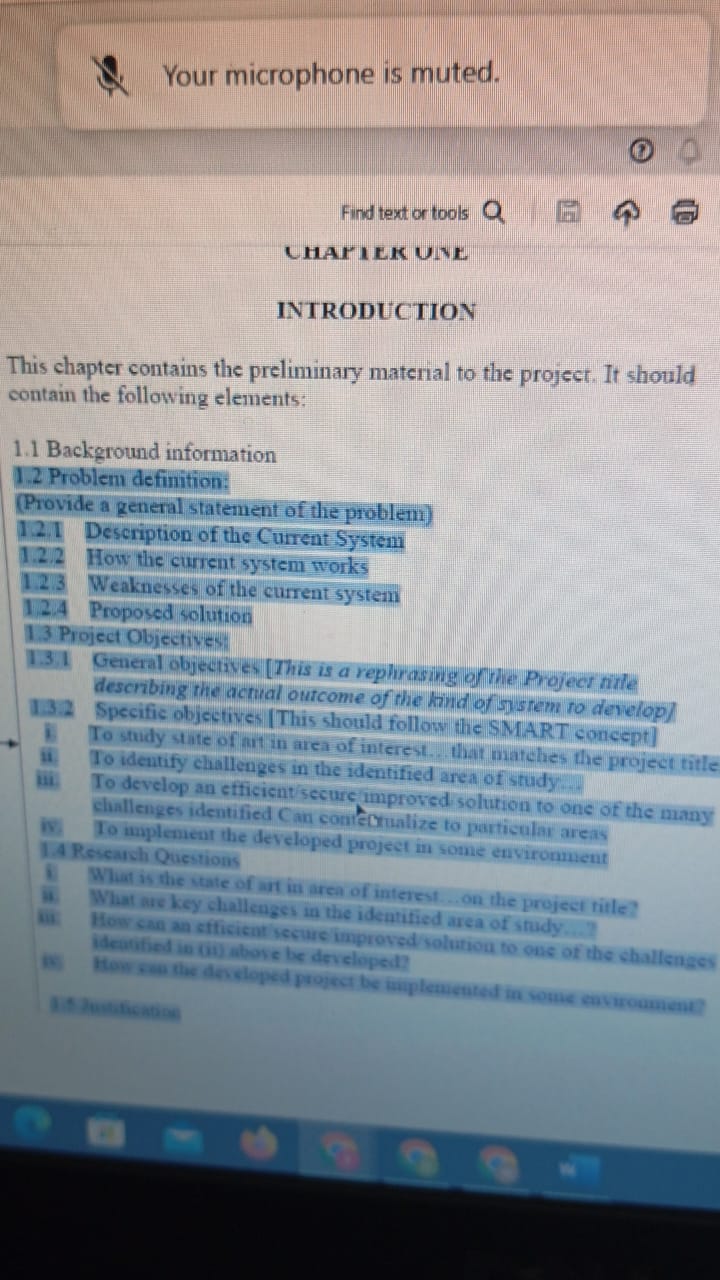 Your microphone is muted.
Find text or tools
CHAPTER ONE
INTRODUCTION
This chapter contains the preliminary material to the project. It should
contain the following elements:
1.1 Background information
1.2 Problem definition:
(Provide a general statement of the problem)
1.2.1 Description of the Current System
1.2.2 How the current system works
1.2.3 Weaknesses of the current system
1.2.4 Proposed solution
1.3 Project Objectives:
1.3.1 General objectives [This is a rephrasing of the Project title
describing the actual outcome of the kind of system to develop]
1.3.2 Specific objectives [This should follow the SMART concept]
i. To study state of art in area of interest... that matches the project title
ii. To identify challenges in the identified area of study....
iii. To develop an efficient/secure/improved solution to one of the many
challenges identified Can contextualize to particular areas
iv. To implement the developed project in some environment
1.4 Research Questions
i. What is the state of art in area of interest...on the project title?
ii. What are key challenges in the identified area of study....?
iii. How can an efficient/secure/improved solution to one of the challenges
identified in (ii) above be developed?
iv. How can the developed project be implemented in some environment?
1.5 Justification
W